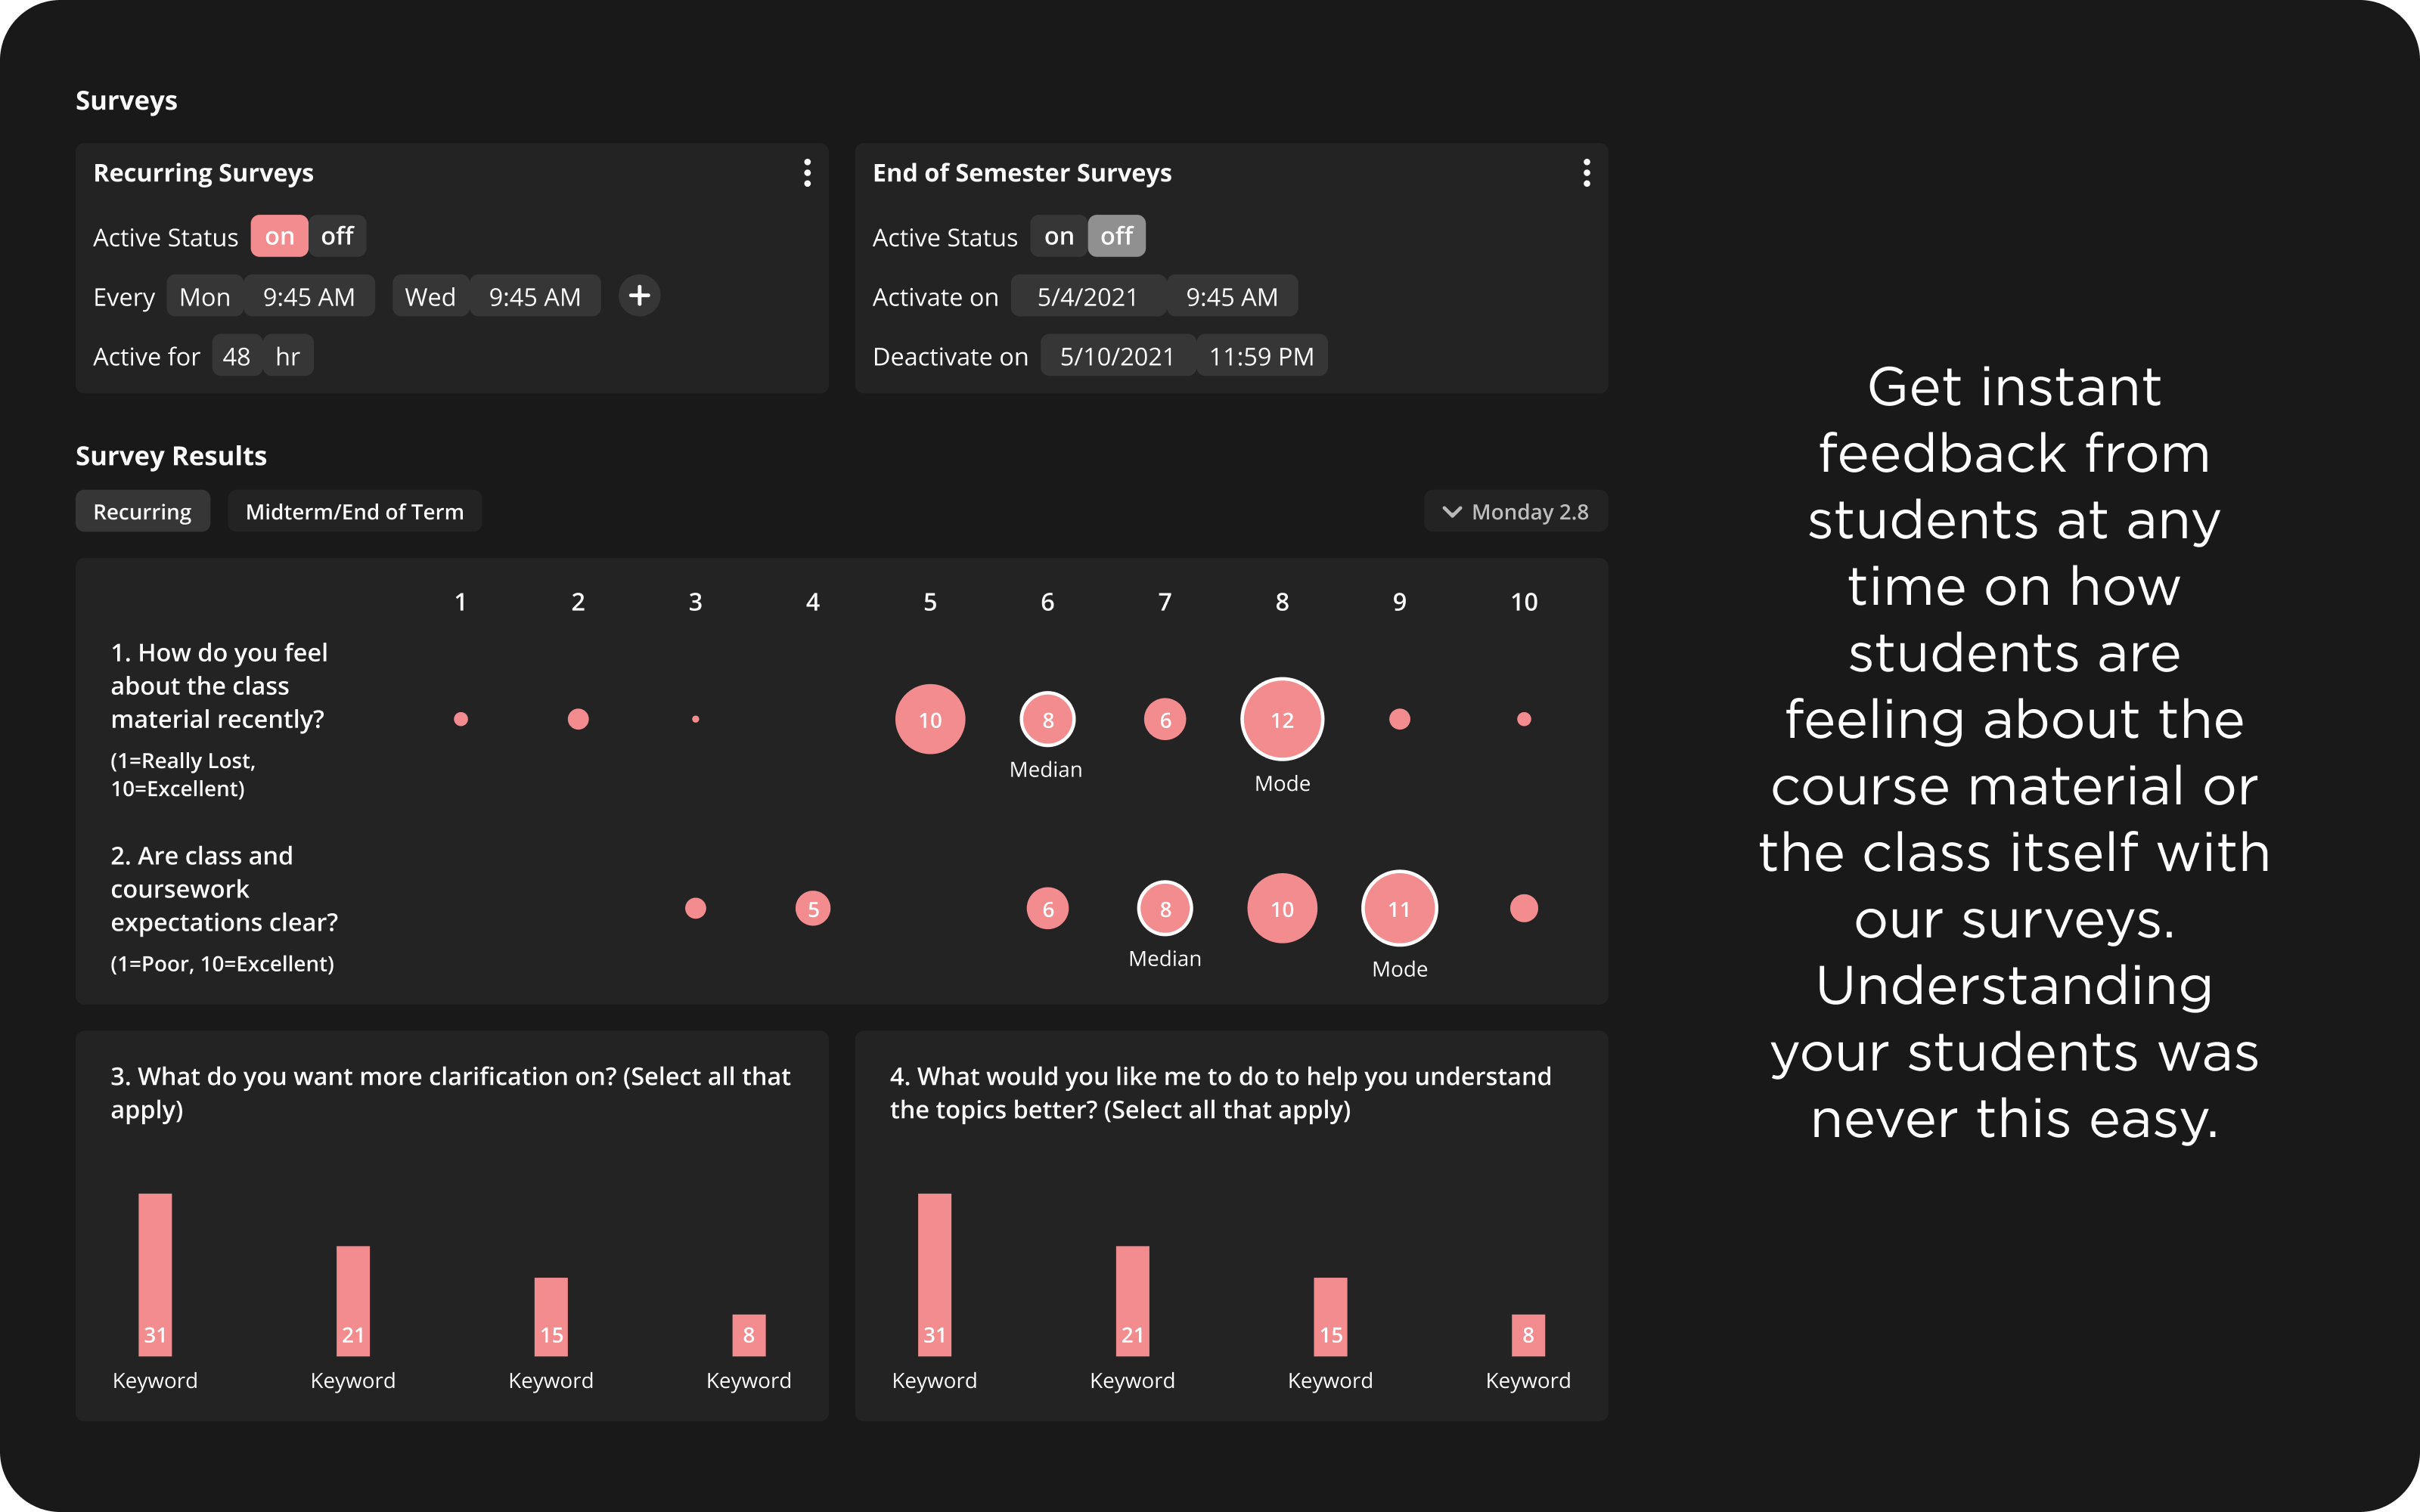 Surveys
Recurring Surveys
Active Status on off
Every Mon 9:45 AM Wed 9:45 AM +
Active for 48 hr
End of Semester Surveys
Active Status on off
Activate on 5/4/2021 9:45 AM
Deactivate on 5/10/2021 11:59 PM
Survey Results
Recurring Midterm/End of Term Monday 2.8
1 2 3 4 5 6 7 8 9 10
1. How do you feel
about the class
material recently?
(1=Really Lost,
10=Excellent)
10 8 6 12
Median Mode
2. Are class and
coursework
expectations clear?
(1=Poor, 10=Excellent)
5 6 8 10 11
Median Mode
3. What do you want more clarification on? (Select all that
apply)
31 21 15 8
Keyword Keyword Keyword Keyword
4. What would you like me to do to help you understand
the topics better? (Select all that apply)
31 21 15 8
Keyword Keyword Keyword Keyword
Get instant
feedback from
students at any
time on how
students are
feeling about the
course material or
the class itself with
our surveys.
Understanding
your students was
never this easy.